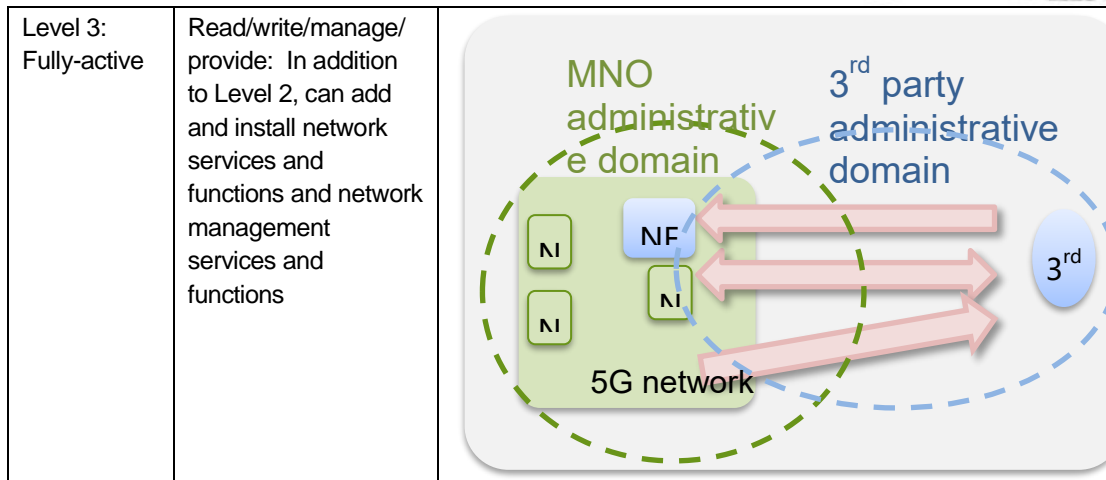 Level 3:
Fully-active
Read/write/manage/
provide: In addition
to Level 2, can add
and install network
services and
functions and network
management
services and
functions
MNO
administrativ
e domain
3rd party
administrative
domain
NF
5G network
3rd